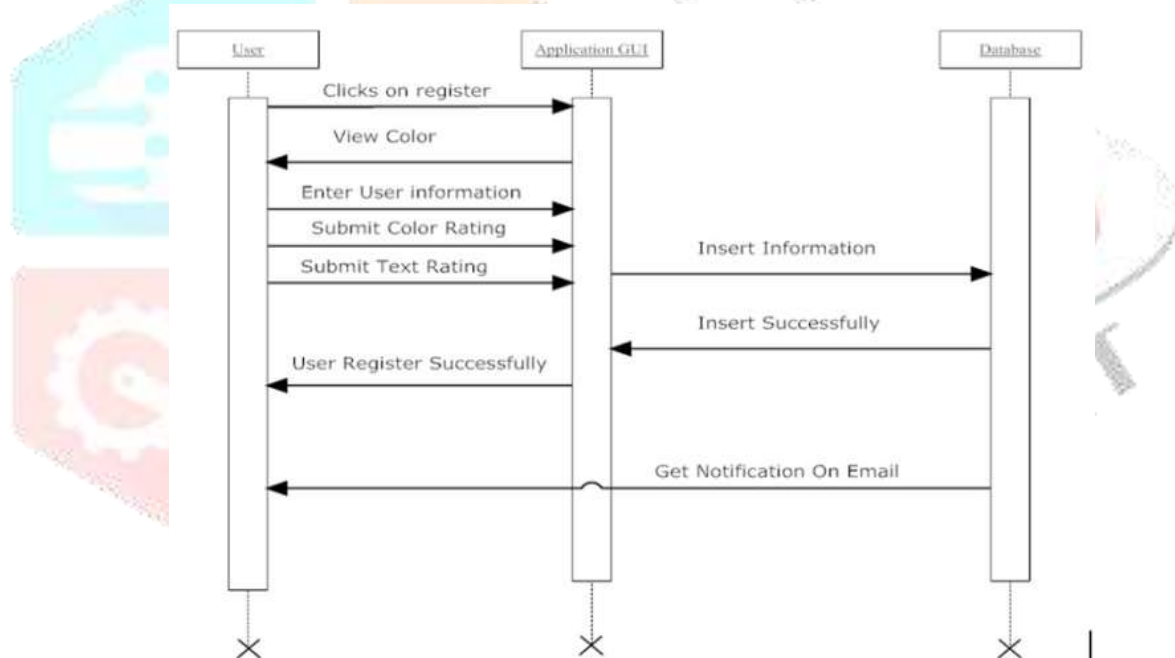 User
Application GUI
Database
Clicks on register
View Color
Enter User information
Submit Color Rating
Insert Information
Submit Text Rating
Insert Successfully
User Register Successfully
Get Notification On Email